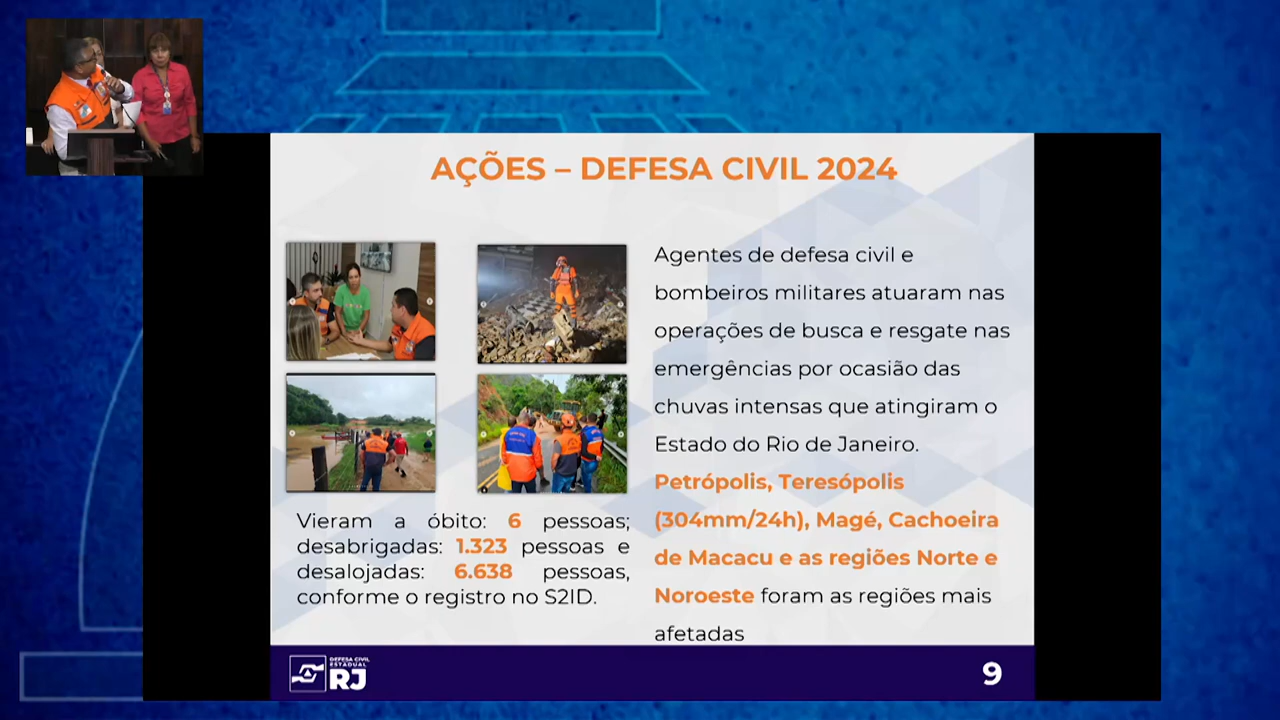 AÇÕES – DEFESA CIVIL 2024
Vieram a óbito: 6 pessoas;
desabrigadas: 1.323 pessoas e
desalojadas: 6.638 pessoas,
conforme o registro no S2ID.
Agentes de defesa civil e
bombeiros militares atuaram nas
operações de busca e resgate nas
emergências por ocasião das
chuvas intensas que atingiram o
Estado do Rio de Janeiro.
Petrópolis, Teresópolis
(304mm/24h), Magé, Cachoeira
de Macacu e as regiões Norte e
Noroeste foram as regiões mais
afetadas
DEFESA CIVIL
ESTADUAL
RJ
9